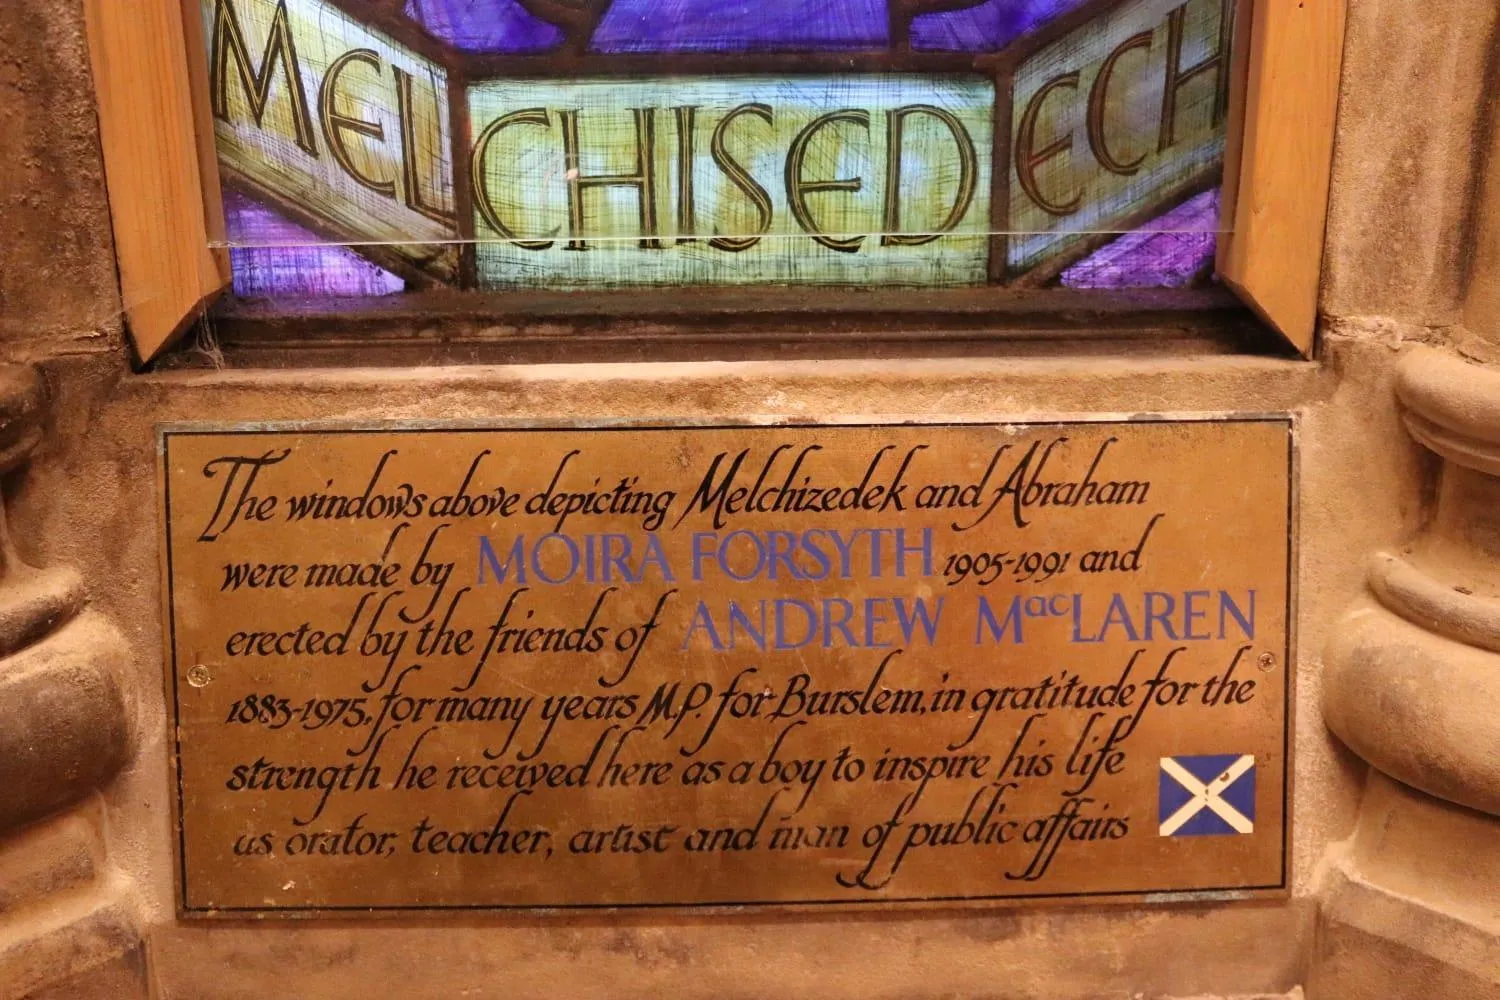 MELCHISEDECH
The windows above depicting Melchizedek and Abraham
were made by MOIRA FORSYTH 1905-1991 and
erected by the friends of ANDREW MacLAREN
1883-1975, for many years M.P. for Burslem, in gratitude for the
strength he received here as a boy to inspire his life
as orator, teacher, artist and man of public affairs